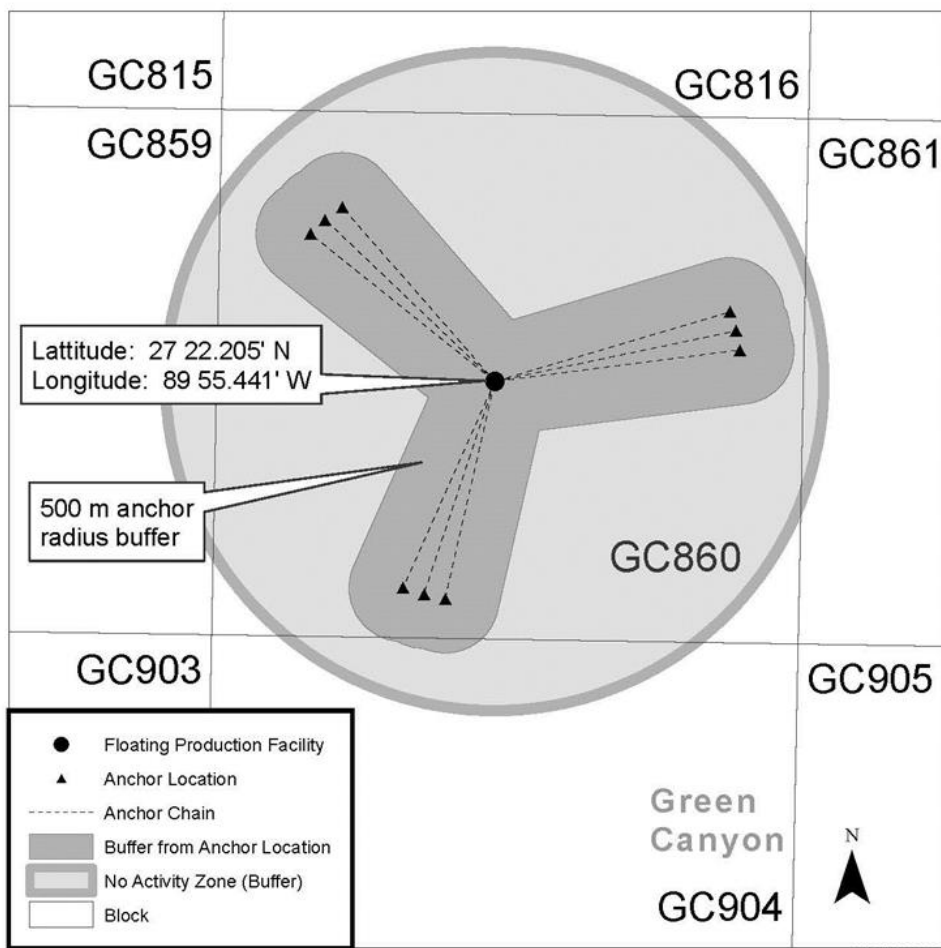 GC815
GC816
GC859
GC861
Lattitude: 27 22.205' N
Longitude: 89 55.441' W
500 m anchor
radius buffer
GC860
GC903
GC905
Floating Production Facility
Anchor Location
Anchor Chain
Buffer from Anchor Location
No Activity Zone (Buffer)
Block
Green
Canyon
N
GC904